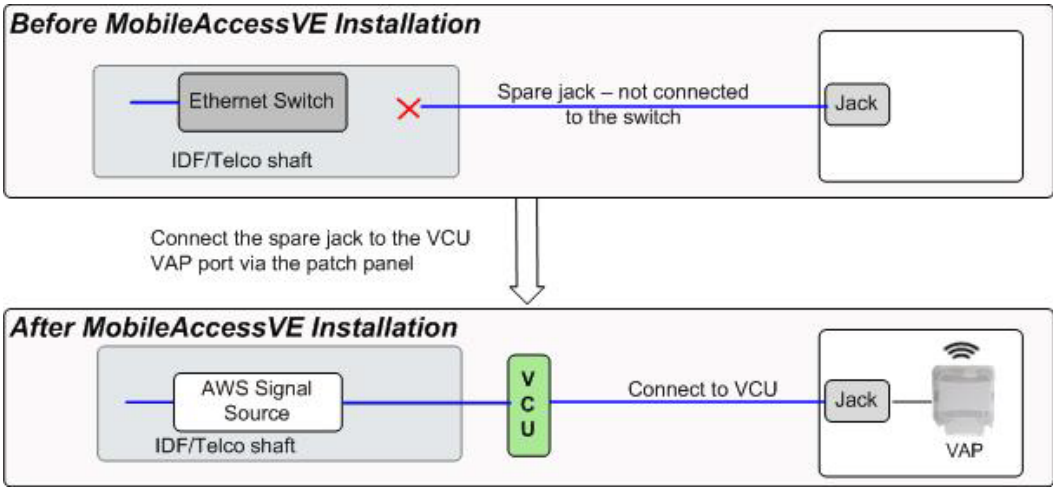 Before MobileAccessVE Installation
Ethernet Switch
IDF/Telco shaft
Spare jack – not connected
to the switch
Jack
Connect the spare jack to the VCU
VAP port via the patch panel
After MobileAccessVE Installation
AWS Signal
Source
IDF/Telco shaft
V
C
U
Connect to VCU
Jack
VAP